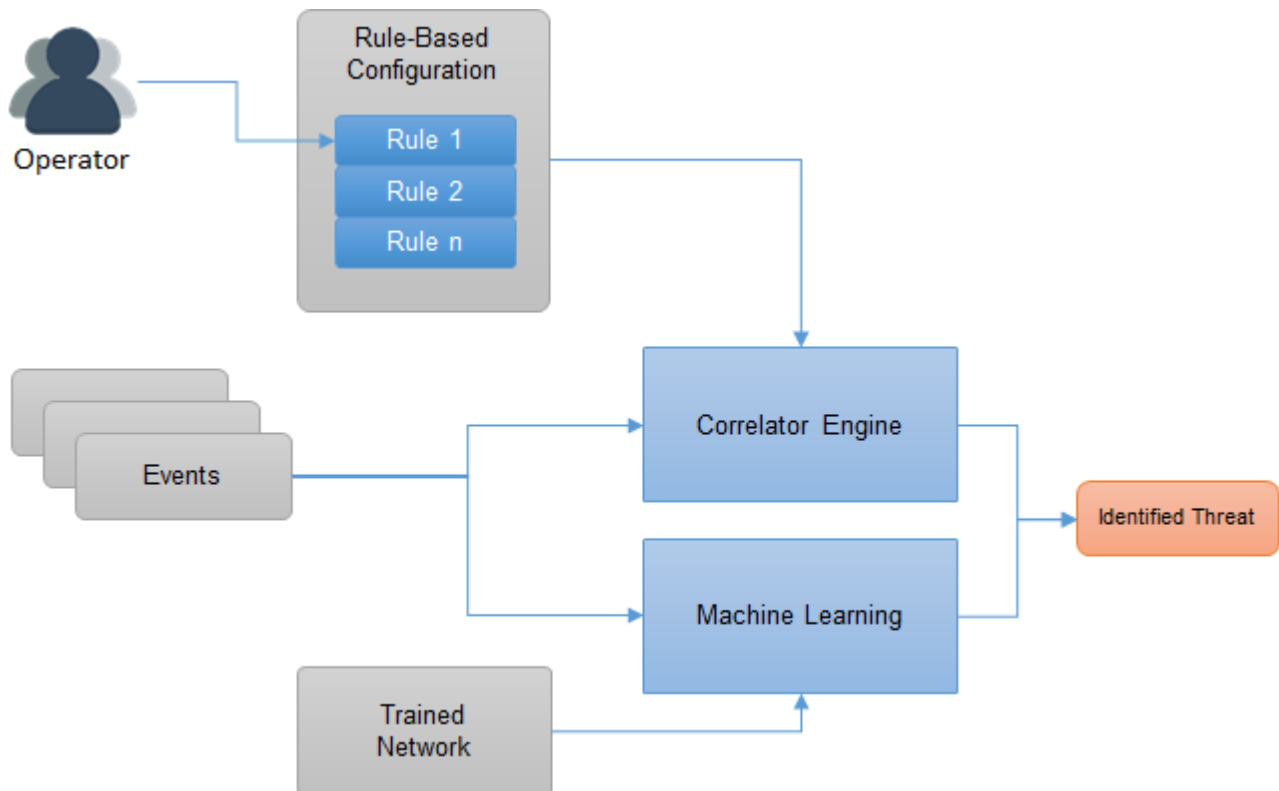 Operator
Rule-Based
Configuration
Rule 1
Rule 2
Rule n
Events
Correlator Engine
Machine Learning
Identified Threat
Trained
Network